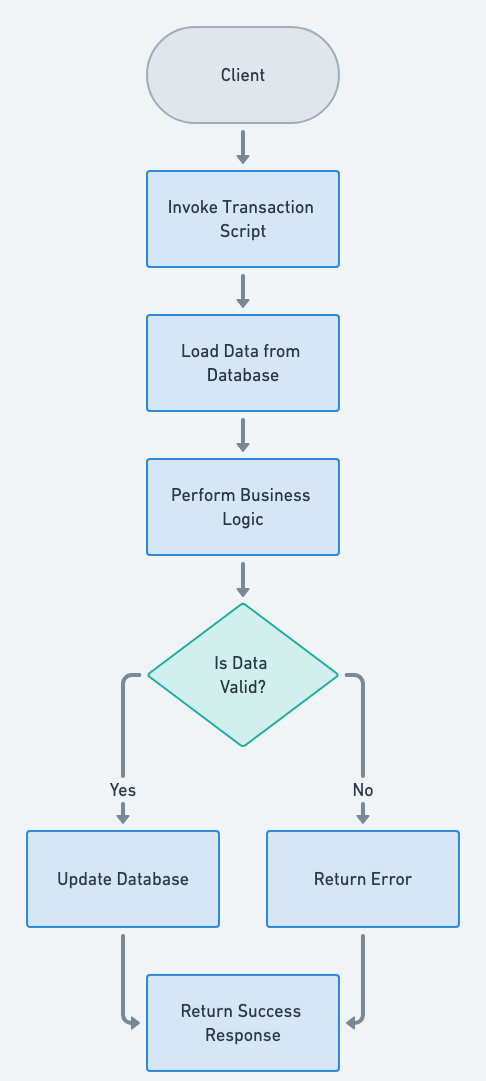 Client
Invoke Transaction
Script
Load Data from
Database
Perform Business
Logic
Is Data
Valid?
Yes
No
Update Database
Return Error
Return Success
Response